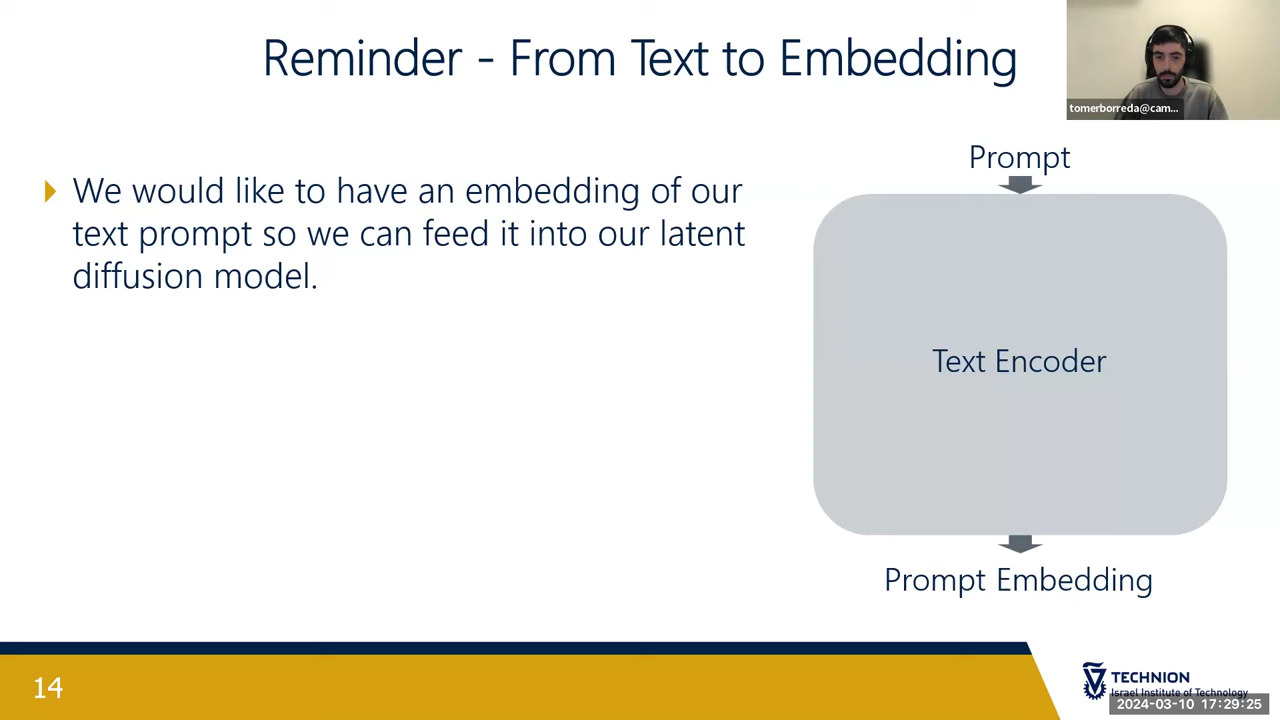 Reminder - From Text to Embedding
tomerborreda@cam...
Prompt
We would like to have an embedding of our
text prompt so we can feed it into our latent
diffusion model.
Text Encoder
Prompt Embedding
14
TECHNION
Israel Institute of Technology
2024-03-10 17:29:25